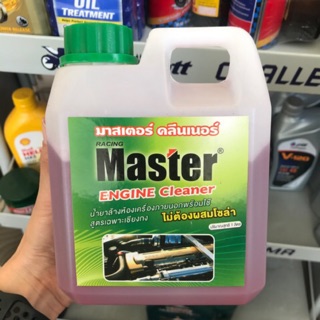 OIL
TREATMENT
CHALLE
มาสเตอร์ คลีนเนอร์
RACING
Master®
ENGINE Cleaner
น้ำยาล้างห้องเครื่องภายนอกพร้อมใช้
สูตรเฉพาะเชียงกง
ไม่ต้องผสมโซล่า